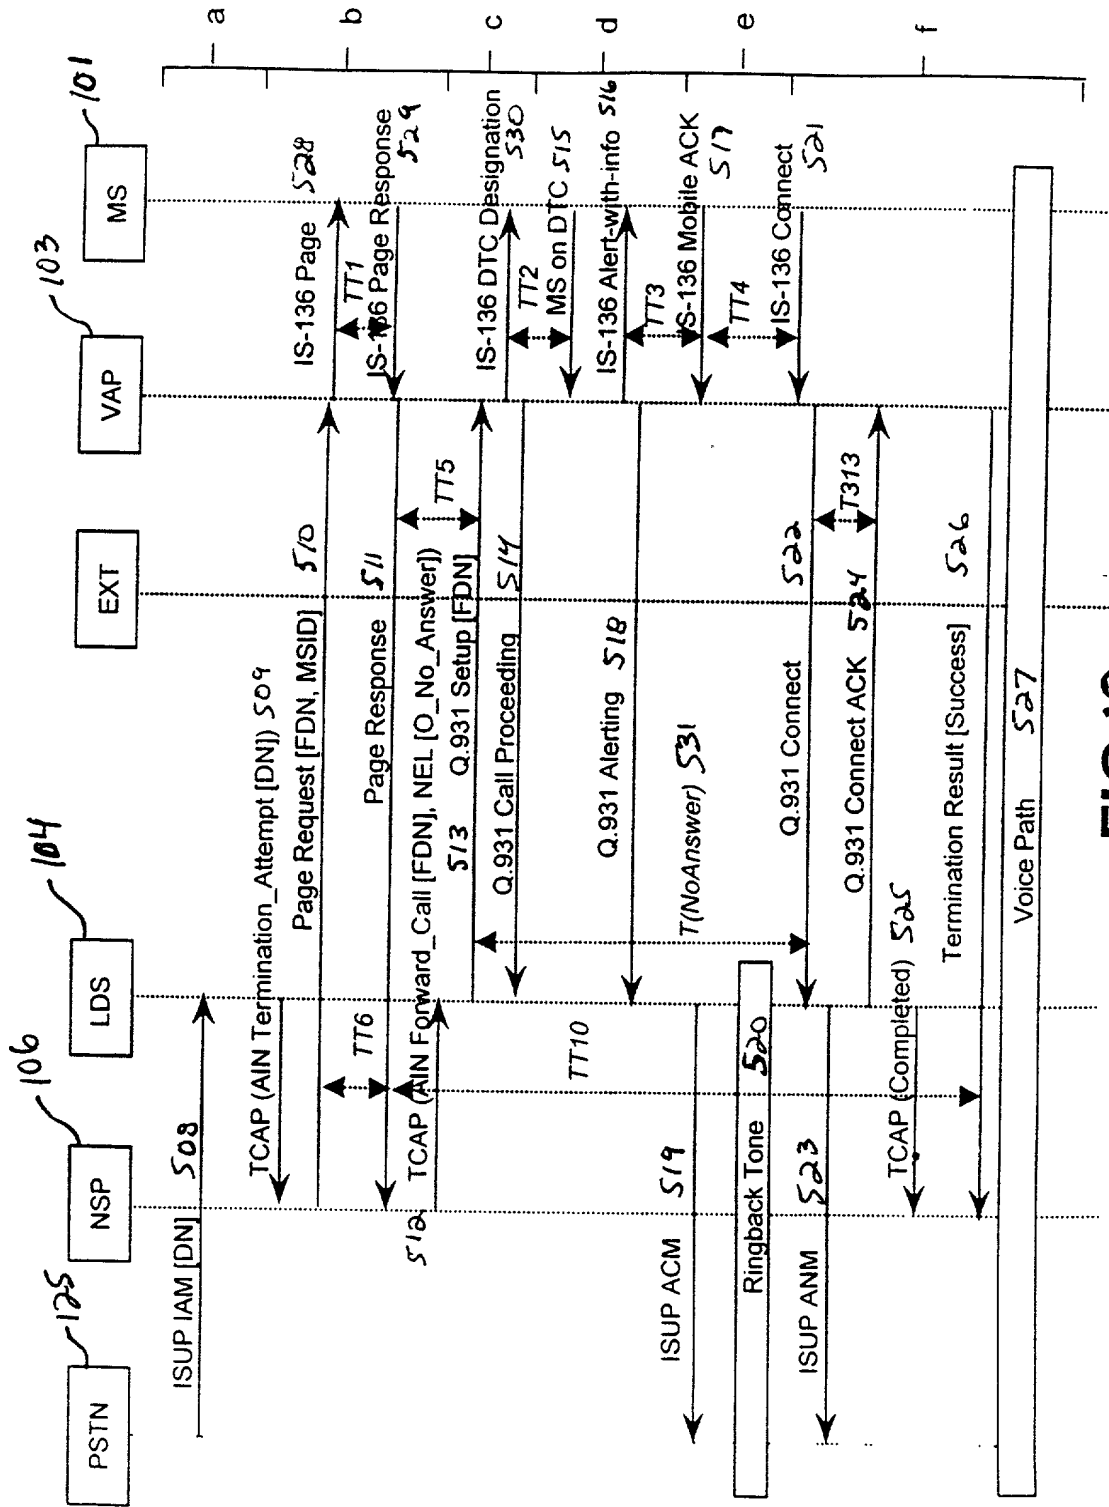 PSTN 125
NSP 106
LDS 104
EXT
VAP 103
MS 101
ISUP IAM [DN] 508
a
TCAP (AIN Termination_Attempt [DN]) 509
Page Request [FDN, MSID] 510
IS-136 Page 528
b
TT1
TT6
Page Response 511
IS-136 Page Response 529
512 TCAP (AIN Forward_Call [FDN], NEL [O_No_Answer])
TT5
513 Q.931 Setup [FDN]
IS-136 DTC Designation 530
c
Q.931 Call Proceeding 514
TT2
MS on DTC 515
IS-136 Alert-with-info 516
d
Q.931 Alerting 518
TT3
TT10
T(NoAnswer) 531
ISUP ACM 519
IS-136 Mobile ACK 517
Ringback Tone 520
TT4
e
IS-136 Connect 521
Q.931 Connect 522
ISUP ANM 523
T313
Q.931 Connect ACK 524
TCAP (Completed) 525
f
Termination Result [Success] 526
Voice Path 527